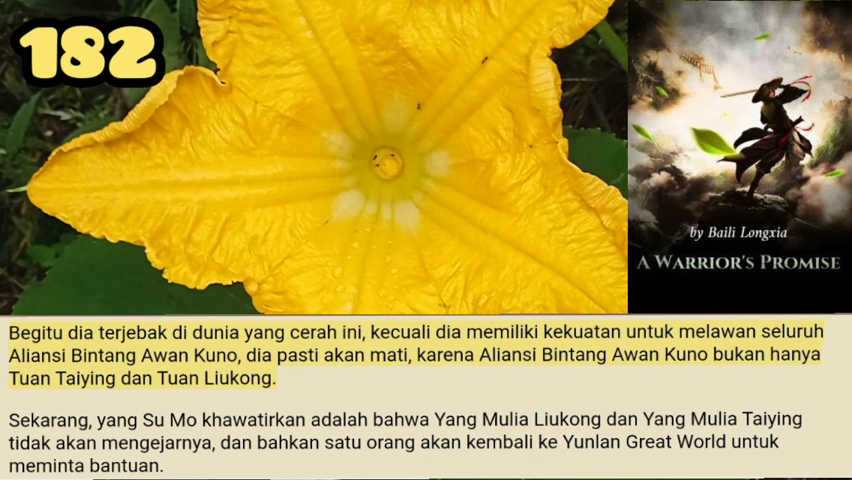 182
by Baili Longxia
A WARRIOR'S PROMISE
Begitu dia terjebak di dunia yang cerah ini, kecuali dia memiliki kekuatan untuk melawan seluruh
Aliansi Bintang Awan Kuno, dia pasti akan mati, karena Aliansi Bintang Awan Kuno bukan hanya
Tuan Taiying dan Tuan Liukong.
Sekarang, yang Su Mo khawatirkan adalah bahwa Yang Mulia Liukong dan Yang Mulia Taiying
tidak akan mengejarnya, dan bahkan satu orang akan kembali ke Yunlan Great World untuk
meminta bantuan.